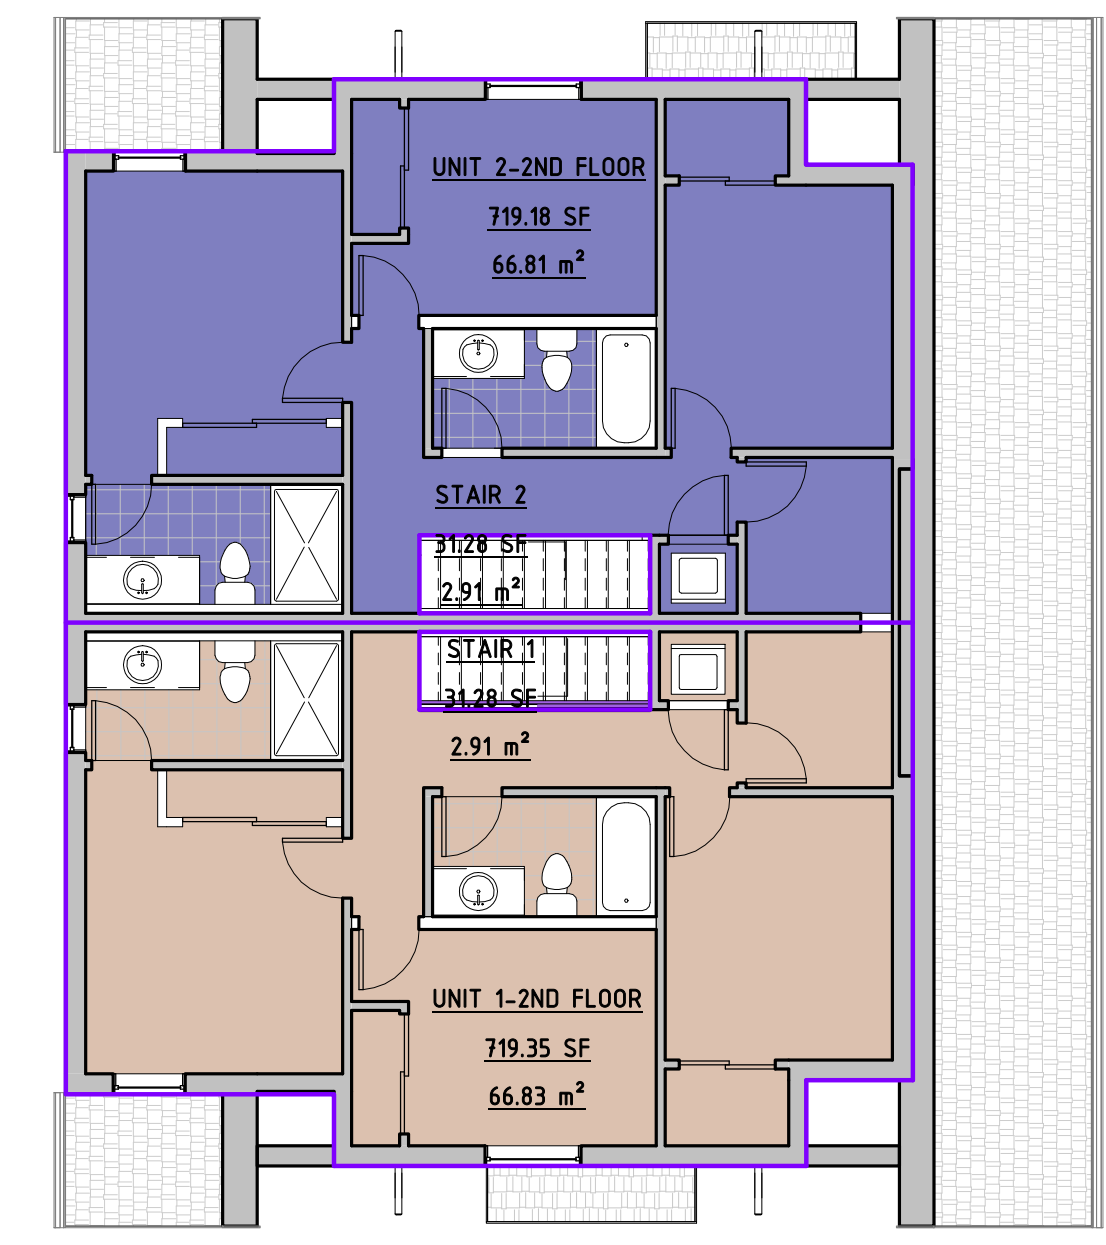 UNIT 2-2ND FLOOR
719.18 SF
66.81 m²
STAIR 2
31.28 SF
2.91 m²
STAIR 1
31.28 SF
2.91 m²
UNIT 1-2ND FLOOR
719.35 SF
66.83 m²